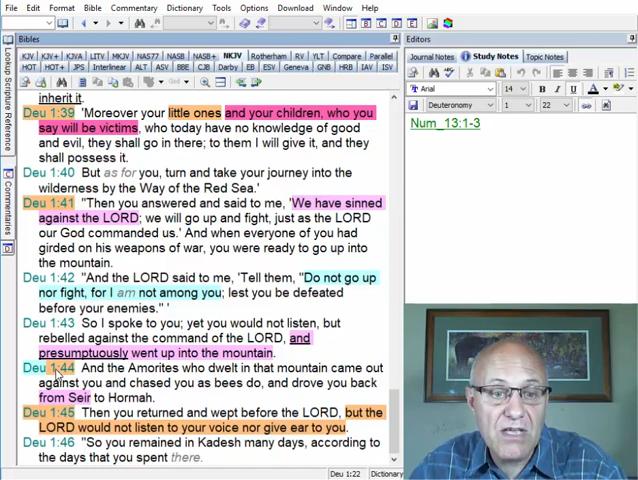 File Edit Format View Bibles Dictionary Commentary Tools Options Download Window Help
Bibles
Editors
KJV KJV+ KJVA LITV MKJV NAS77 NASB NASB+ NKJV Rotherham RV YLT Compare Parallel
HOT HOT+ JPS Interlinear ASV BBE CJB Darby ESV Geneva GNB HRB IAV ISV
Journal Notes Study Notes Topic Notes
Arial 14
Deuteronomy 1 22
Num_13:1-3
Lookup Scripture Reference
Commentaries
inherit it.
Deu 1:39 'Moreover your little ones and your children, who you
say will be victims, who today have no knowledge of good
and evil, they shall go in there; to them I will give it, and they
shall possess it.
Deu 1:40 But as for you, turn and take your journey into the
wilderness by the Way of the Red Sea.'
Deu 1:41 "Then you answered and said to me, 'We have sinned
against the LORD; we will go up and fight, just as the LORD
our God commanded us.' And when everyone of you had
girded on his weapons of war, you were ready to go up into
the mountain.
Deu 1:42 "And the LORD said to me, 'Tell them, "Do not go up
nor fight, for I am not among you; lest you be defeated
before your enemies." '
Deu 1:43 So I spoke to you; yet you would not listen, but
rebelled against the command of the LORD, and
presumptuously went up into the mountain.
Deu 1:44 And the Amorites who dwelt in that mountain came out
against you and chased you as bees do, and drove you back
from Seir to Hormah.
Deu 1:45 Then you returned and wept before the LORD, but the
LORD would not listen to your voice nor give ear to you.
Deu 1:46 "So you remained in Kadesh many days, according to
the days that you spent there.
Deu 1:22 Dictionary